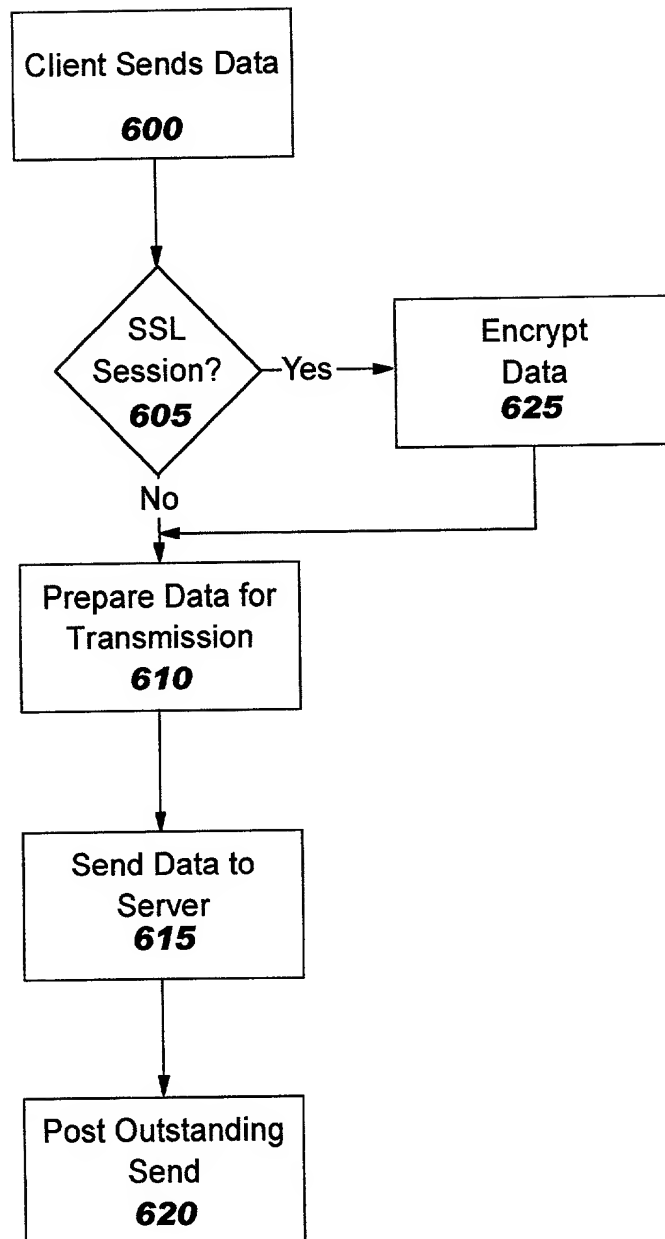 Client Sends Data
600
SSL
Session?
605
Yes
Encrypt
Data
625
No
Prepare Data for
Transmission
610
Send Data to
Server
615
Post Outstanding
Send
620